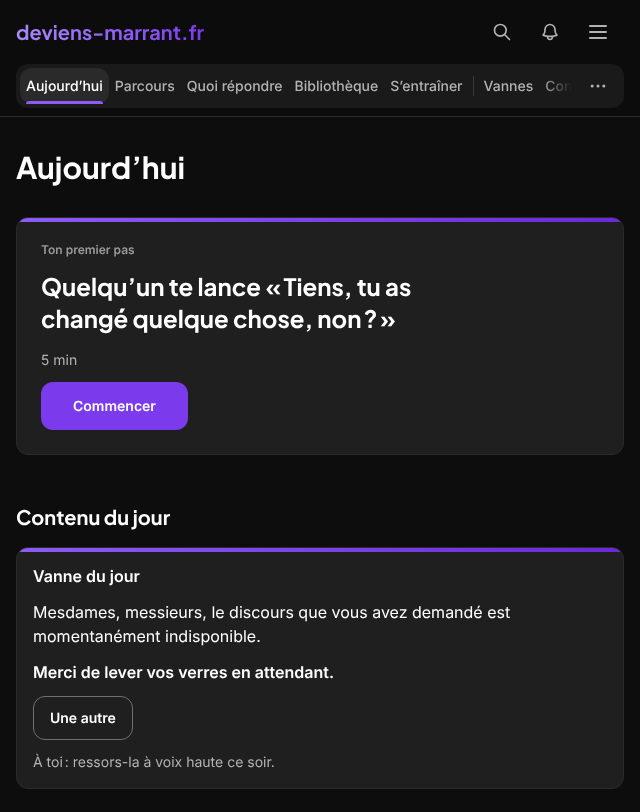 deviens-marrant.fr
Aujourd’hui Parcours Quoi répondre Bibliothèque S’entraîner Vannes
Aujourd’hui
Ton premier pas
Quelqu’un te lance « Tiens, tu as
changé quelque chose, non ? »
5 min
Commencer
Contenu du jour
Vanne du jour
Mesdames, messieurs, le discours que vous avez demandé est
momentanément indisponible.
Merci de lever vos verres en attendant.
Une autre
À toi : ressors-la à voix haute ce soir.